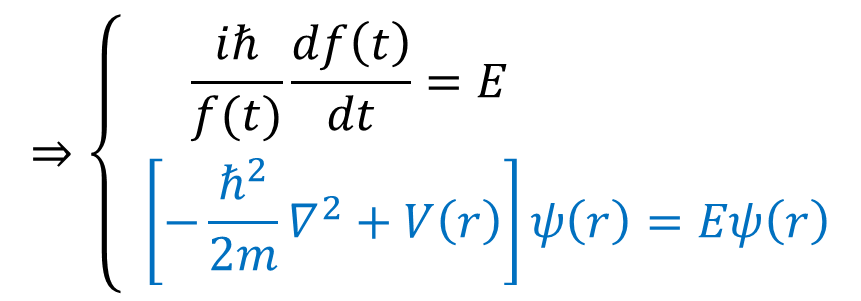 ⇒ { iħ/f(t) df(t)/dt = E
[−ħ²/2m ∇² + V(r)] ψ(r) = Eψ(r)